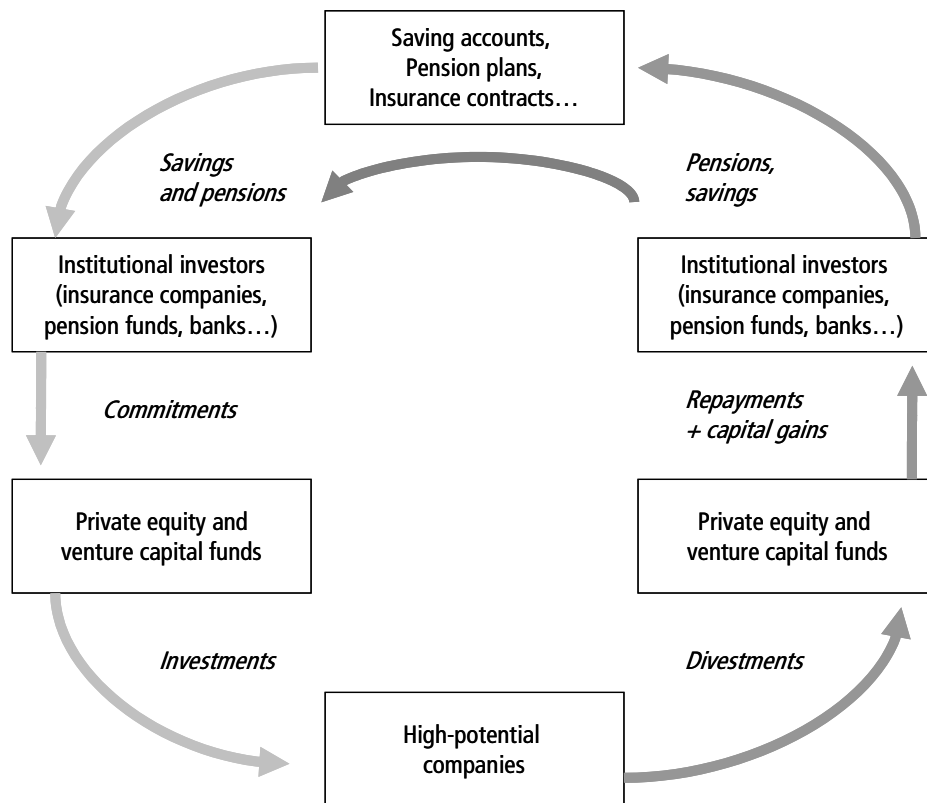 Saving accounts,
Pension plans,
Insurance contracts…
Savings
and pensions
Pensions,
savings
Institutional investors
(insurance companies,
pension funds, banks…)
Institutional investors
(insurance companies,
pension funds, banks…)
Commitments
Repayments
+ capital gains
Private equity and
venture capital funds
Private equity and
venture capital funds
Investments
Divestments
High-potential
companies